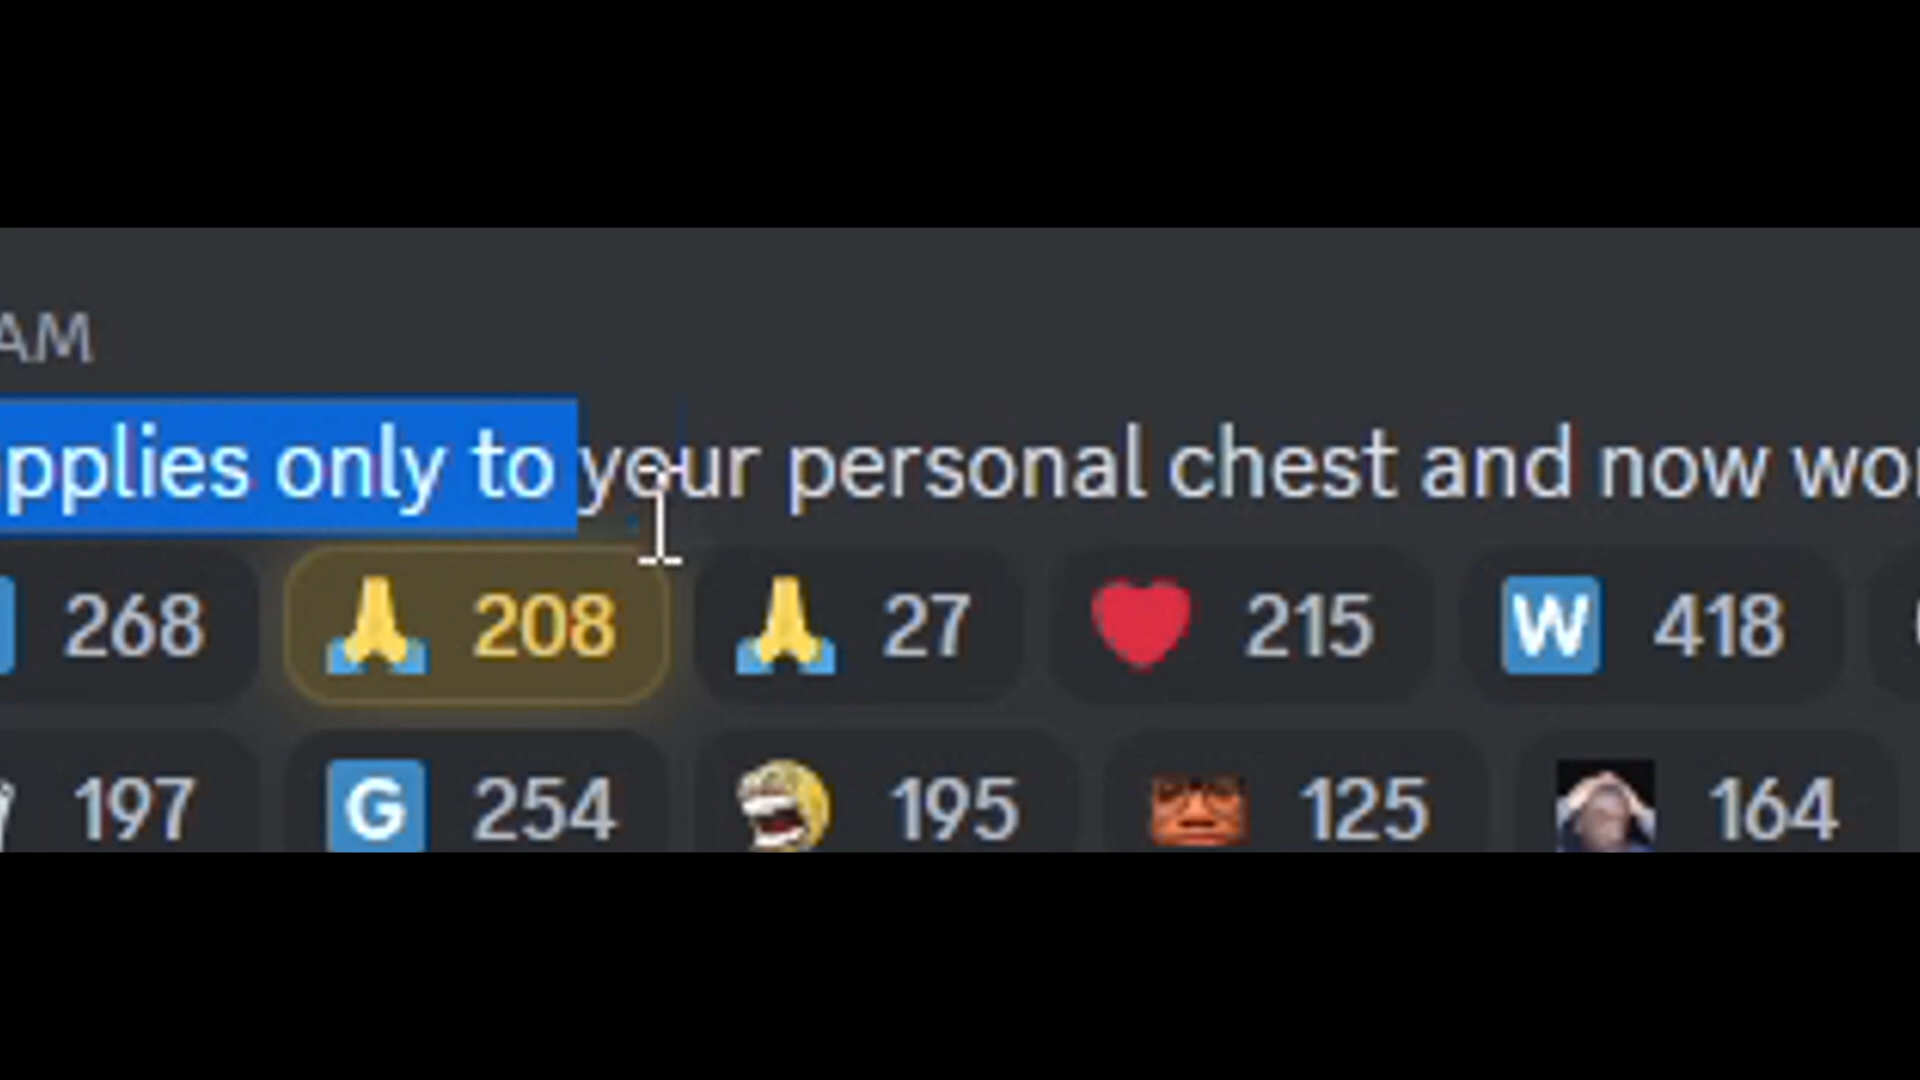 AM
pplies only to your personal chest and now wo
268 208 27 215 W 418
197 G 254 195 125 164